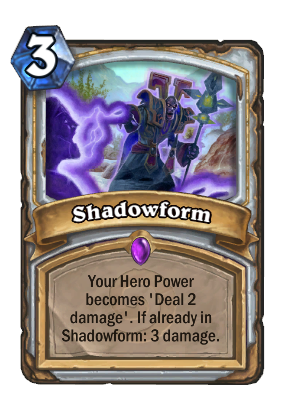 3
Shadowform
Your Hero Power
becomes 'Deal 2
damage'. If already in
Shadowform: 3 damage.